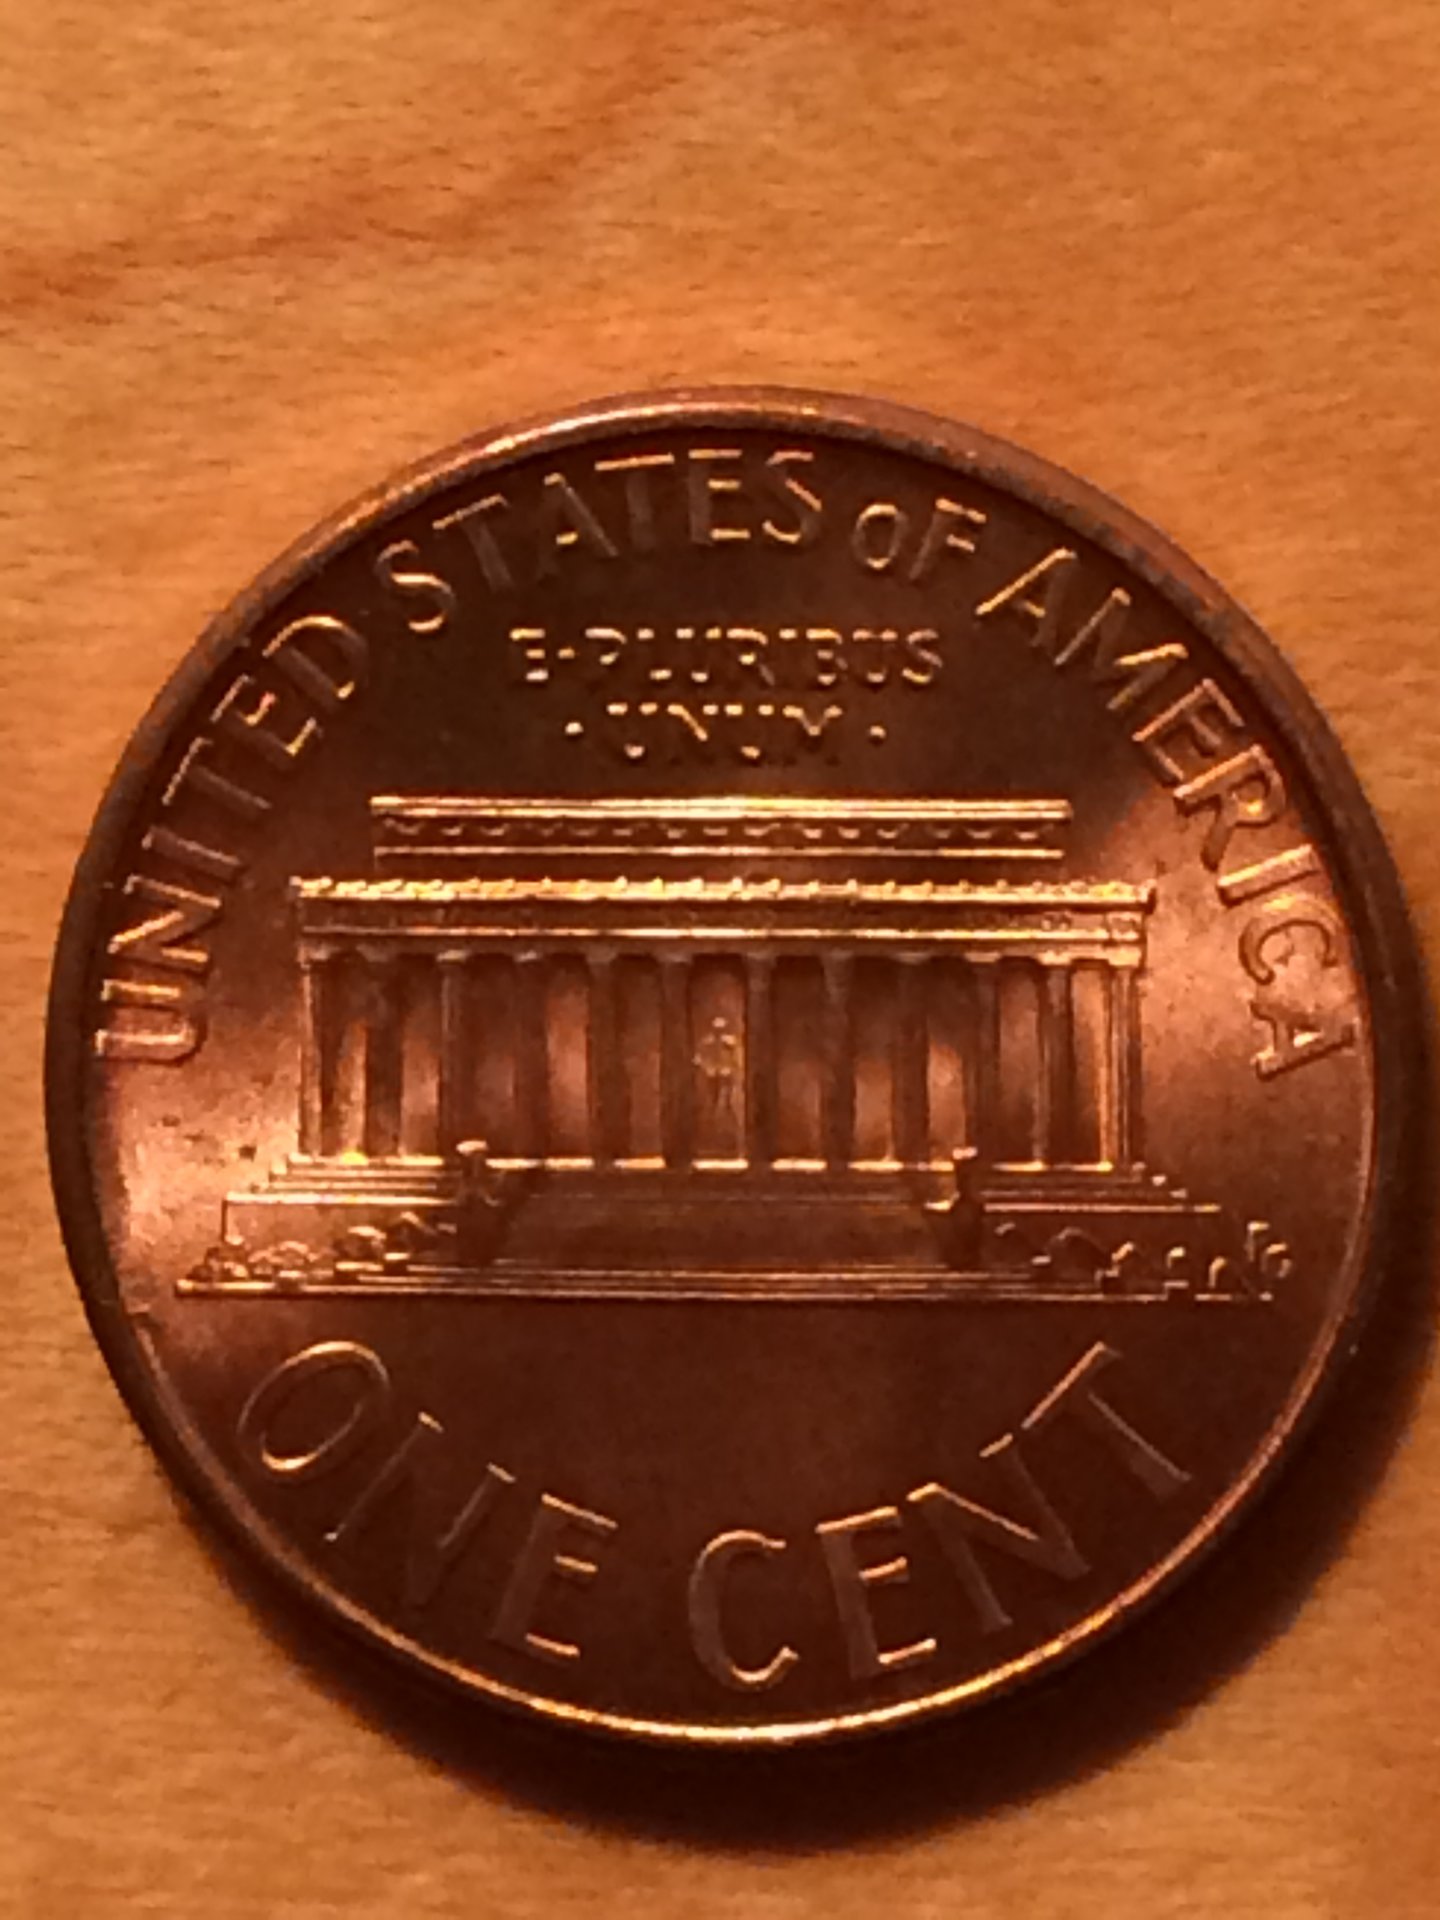 UNITED STATES OF AMERICA
E·PLURIBUS
·UNUM·
ONE CENT